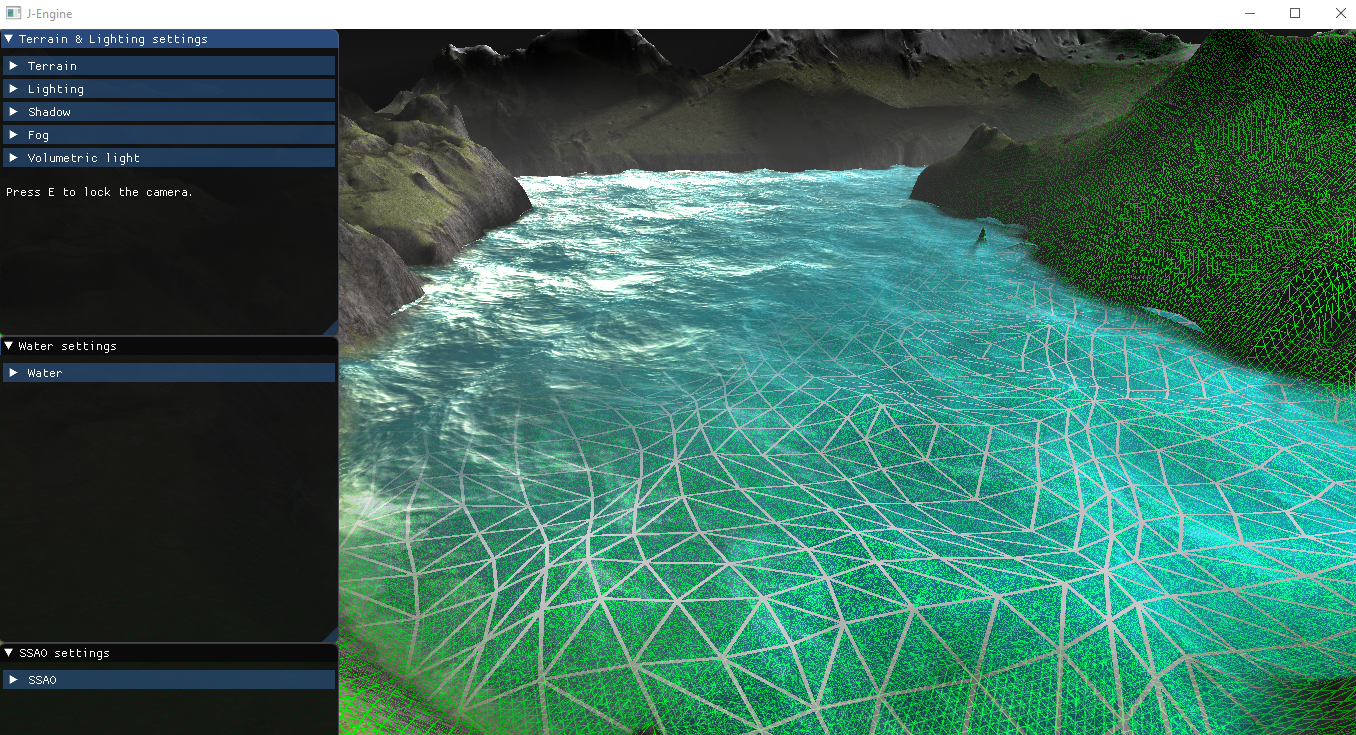 J-Engine
Terrain & Lighting settings
Terrain
Lighting
Shadow
Fog
Volumetric light
Press E to lock the camera.
Water settings
Water
SSAO settings
SSAO